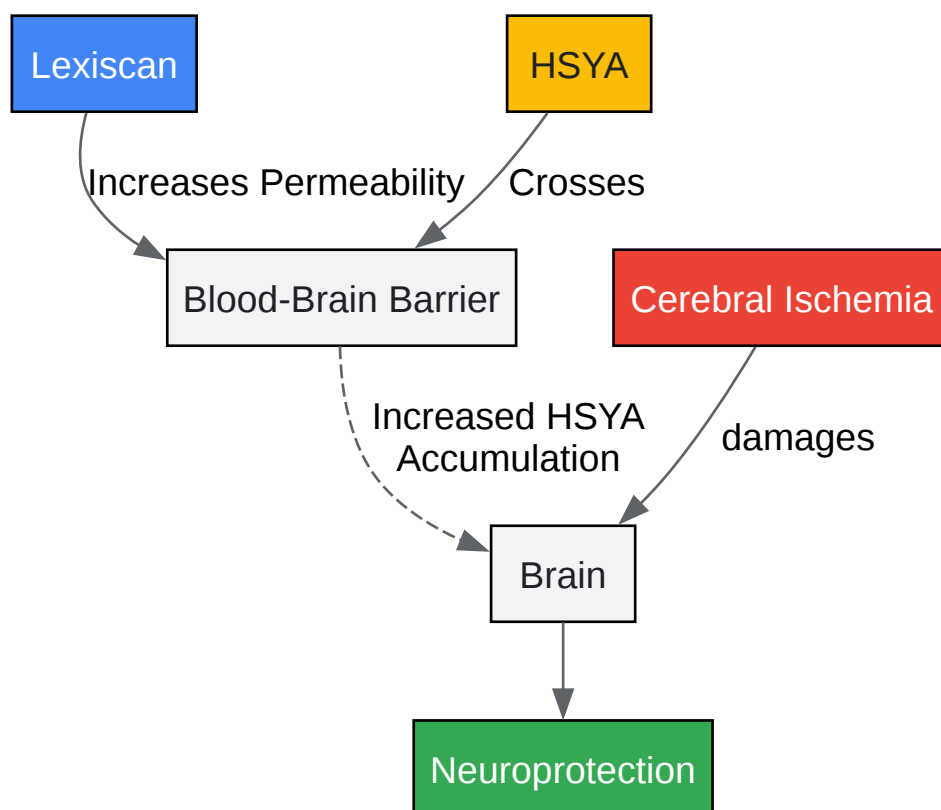 Lexiscan
HSYA
Increases Permeability
Crosses
Blood-Brain Barrier
Cerebral Ischemia
Increased HSYA
Accumulation
damages
Brain
Neuroprotection